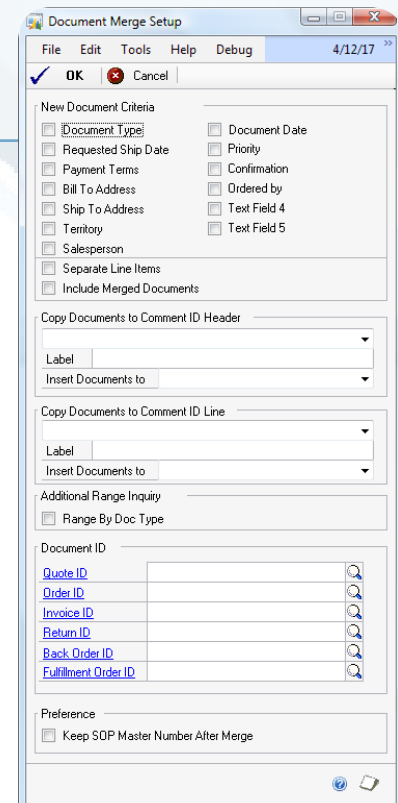 Document Merge Setup
File Edit Tools Help Debug 4/12/17 »
OK Cancel
New Document Criteria
Document Type Document Date
Requested Ship Date Priority
Payment Terms Confirmation
Bill To Address Ordered by
Ship To Address Text Field 4
Territory Text Field 5
Salesperson
Separate Line Items
Include Merged Documents
Copy Documents to Comment ID Header
Label
Insert Documents to
Copy Documents to Comment ID Line
Label
Insert Documents to
Additional Range Inquiry
Range By Doc Type
Document ID
Quote ID
Order ID
Invoice ID
Return ID
Back Order ID
Fulfillment Order ID
Preference
Keep SOP Master Number After Merge